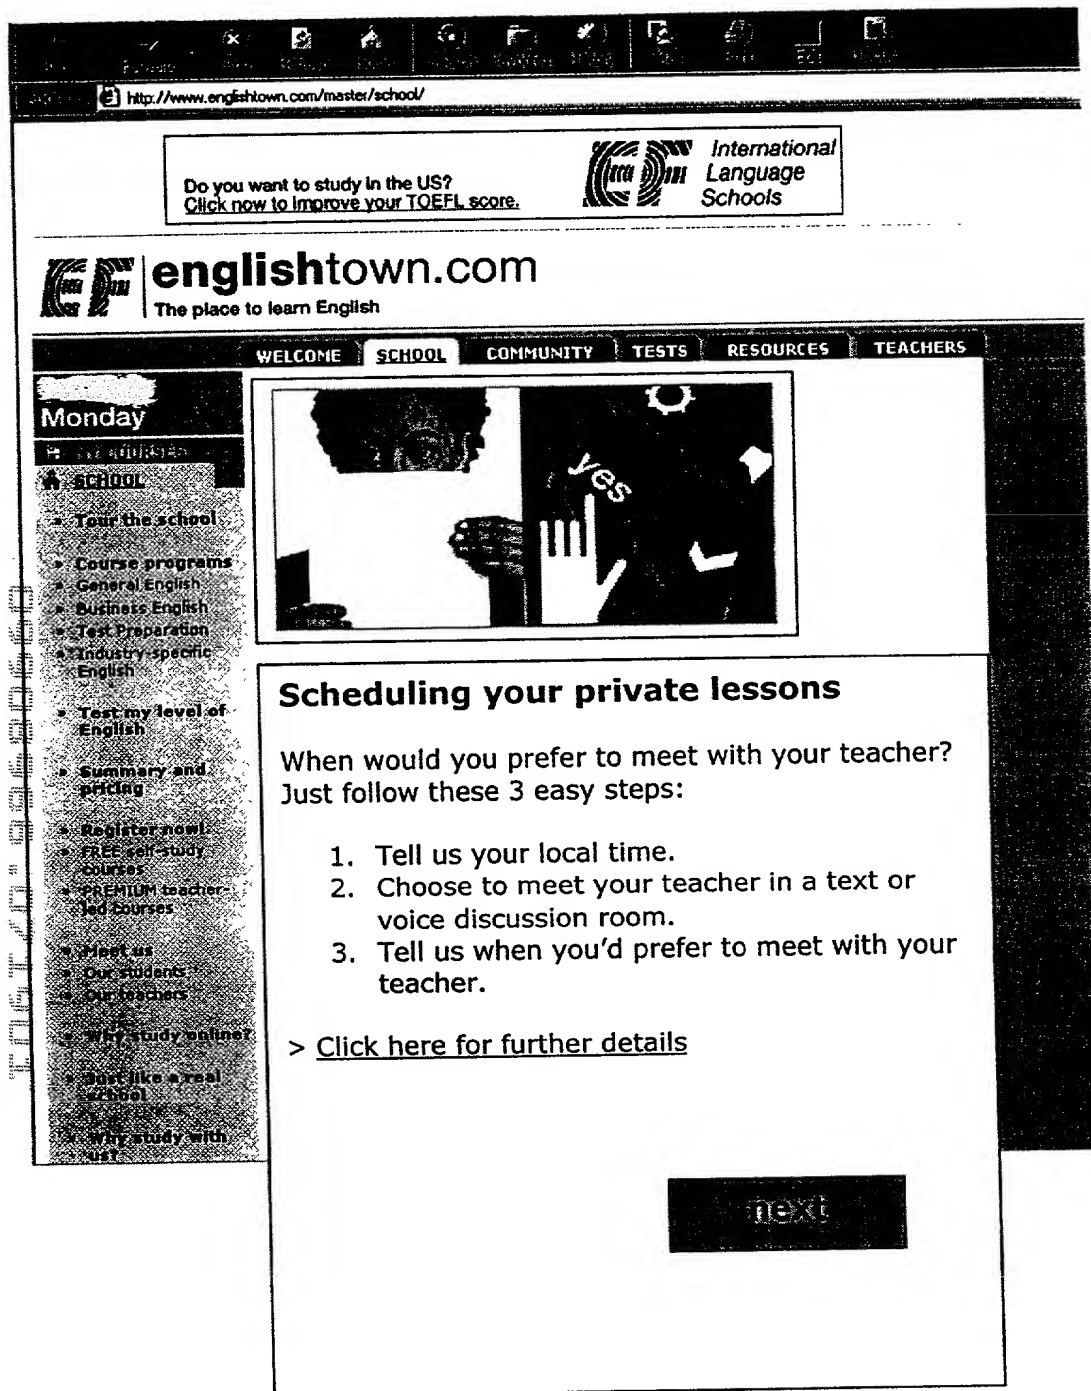 http://www.englishtown.com/master/school/
Do you want to study in the US?
Click now to improve your TOEFL score.
EF
International
Language
Schools
EF
englishtown.com
The place to learn English
WELCOME SCHOOL COMMUNITY TESTS RESOURCES TEACHERS
Monday
COURSES
SCHOOL
Tour the school
Course programs
General English
Business English
Test Preparation
Industry-specific
English
Test my level of
English
Summary and
pricing
Register now!
FREE self-study
courses
PREMIUM teacher-
led courses
Meet us
Our students
Our teachers
Why study online?
Just like a real
school
Why study with
us?
yes
Scheduling your private lessons
When would you prefer to meet with your teacher?
Just follow these 3 easy steps:
1. Tell us your local time.
2. Choose to meet your teacher in a text or
voice discussion room.
3. Tell us when you'd prefer to meet with your
teacher.
> Click here for further details
next